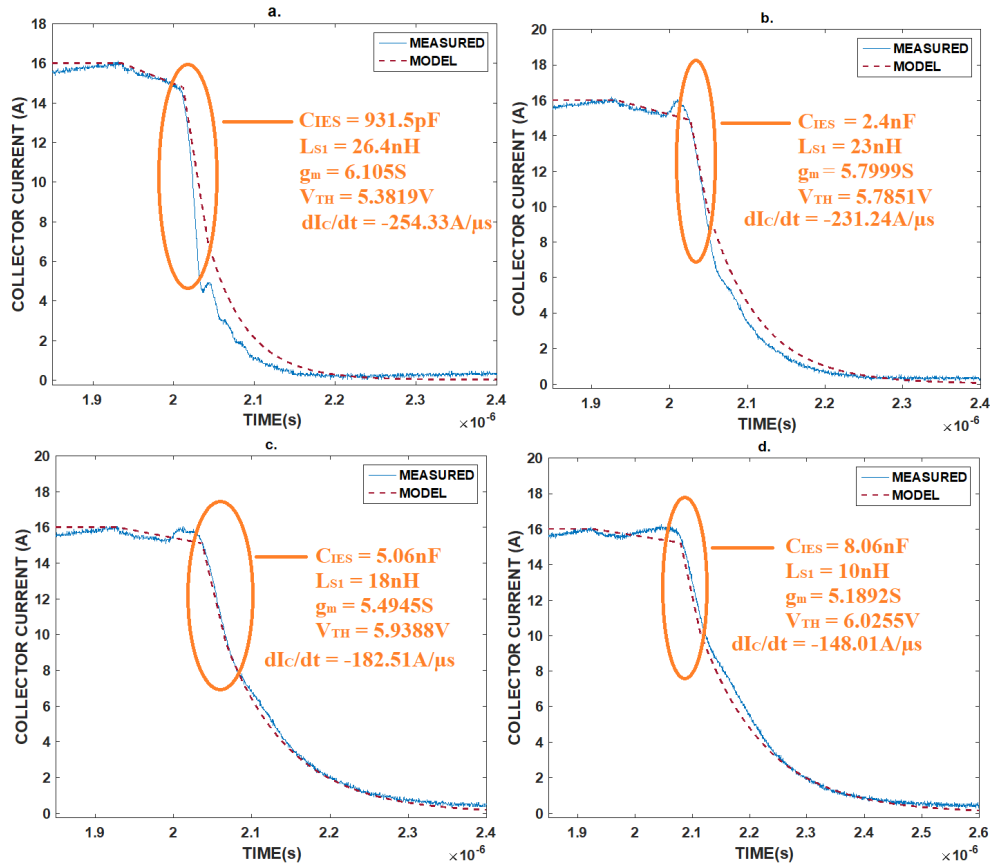 a.
COLLECTOR CURRENT (A)
18
16
14
12
10
8
6
4
2
0
MEASURED
MODEL
CIES = 931.5pF
LS1 = 26.4nH
gm = 6.105S
VTH = 5.3819V
dIC/dt = -254.33A/µs
1.9
2
2.1
2.2
2.3
2.4
TIME(s)
×10-6
b.
COLLECTOR CURRENT (A)
20
18
16
14
12
10
8
6
4
2
0
MEASURED
MODEL
CIES = 2.4nF
LS1 = 23nH
gm = 5.7999S
VTH = 5.7851V
dIC/dt = -231.24A/µs
1.9
2
2.1
2.2
2.3
2.4
TIME(s)
×10-6
c.
COLLECTOR CURRENT (A)
20
18
16
14
12
10
8
6
4
2
0
MEASURED
MODEL
CIES = 5.06nF
LS1 = 18nH
gm = 5.4945S
VTH = 5.9388V
dIC/dt = -182.51A/µs
1.9
2
2.1
2.2
2.3
2.4
TIME(s)
×10-6
d.
COLLECTOR CURRENT (A)
20
18
16
14
12
10
8
6
4
2
0
MEASURED
MODEL
CIES = 8.06nF
LS1 = 10nH
gm = 5.1892S
VTH = 6.0255V
dIC/dt = -148.01A/µs
1.9
2
2.1
2.2
2.3
2.4
2.5
2.6
TIME(s)
×10-6